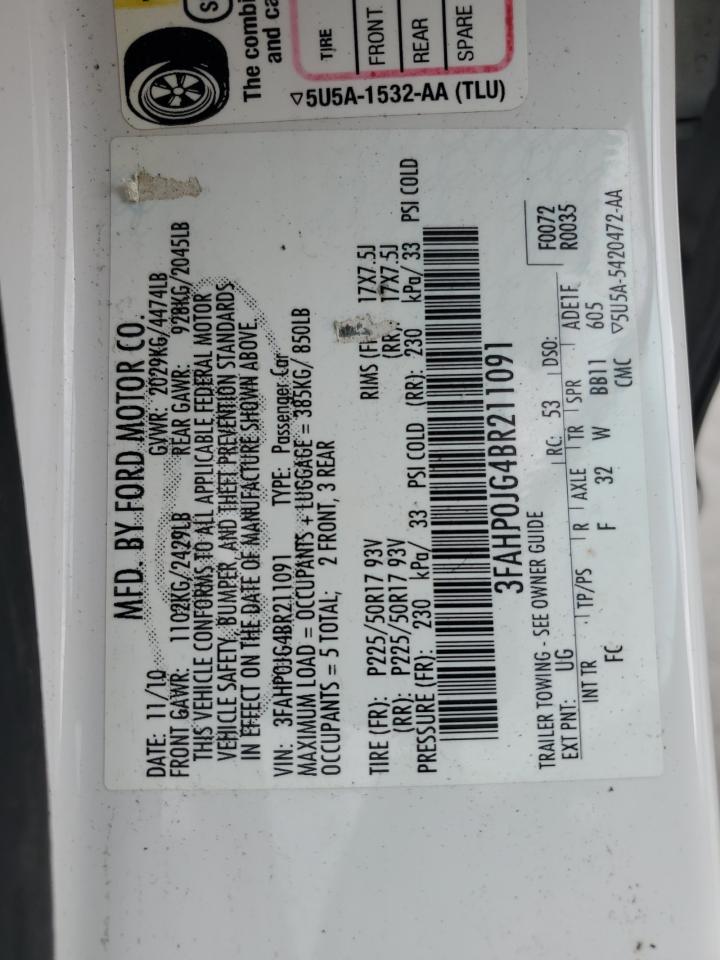 The combi
and ca
TIRE
FRONT
REAR
SPARE
▽5U5A-1532-AA (TLU)
MFD. BY FORD MOTOR CO.
DATE: 11/10 GVWR: 2029KG/4474LB
FRONT GAWR: 1102KG/2429LB REAR GAWR: 928KG/2045LB
THIS VEHICLE CONFORMS TO ALL APPLICABLE FEDERAL MOTOR
VEHICLE SAFETY, BUMPER, AND THEFT PREVENTION STANDARDS
IN EFFECT ON THE DATE OF MANUFACTURE SHOWN ABOVE.
VIN: 3FAHP0JG4BR211091 TYPE: Passenger Car
MAXIMUM LOAD = OCCUPANTS + LUGGAGE = 385KG/ 850LB
OCCUPANTS = 5 TOTAL; 2 FRONT, 3 REAR
TIRE (FR): P225/50R17 93V RIMS 17X7.5J
(RR): P225/50R17 93V (RR): 17X7.5J
PRESSURE (FR): 230 kPa/ 33 PSI COLD (RR): 230 kPa/ 33 PSI COLD
3FAHP0JG4BR211091
TRAILER TOWING - SEE OWNER GUIDE F0072
EXT PNT: UG RC: 53 DSO: R0035
INT TR TP/PS R AXLE TR SPR ADE1F
FC F 32 W BB11 605
CMC ▽5U5A-5420472-AA